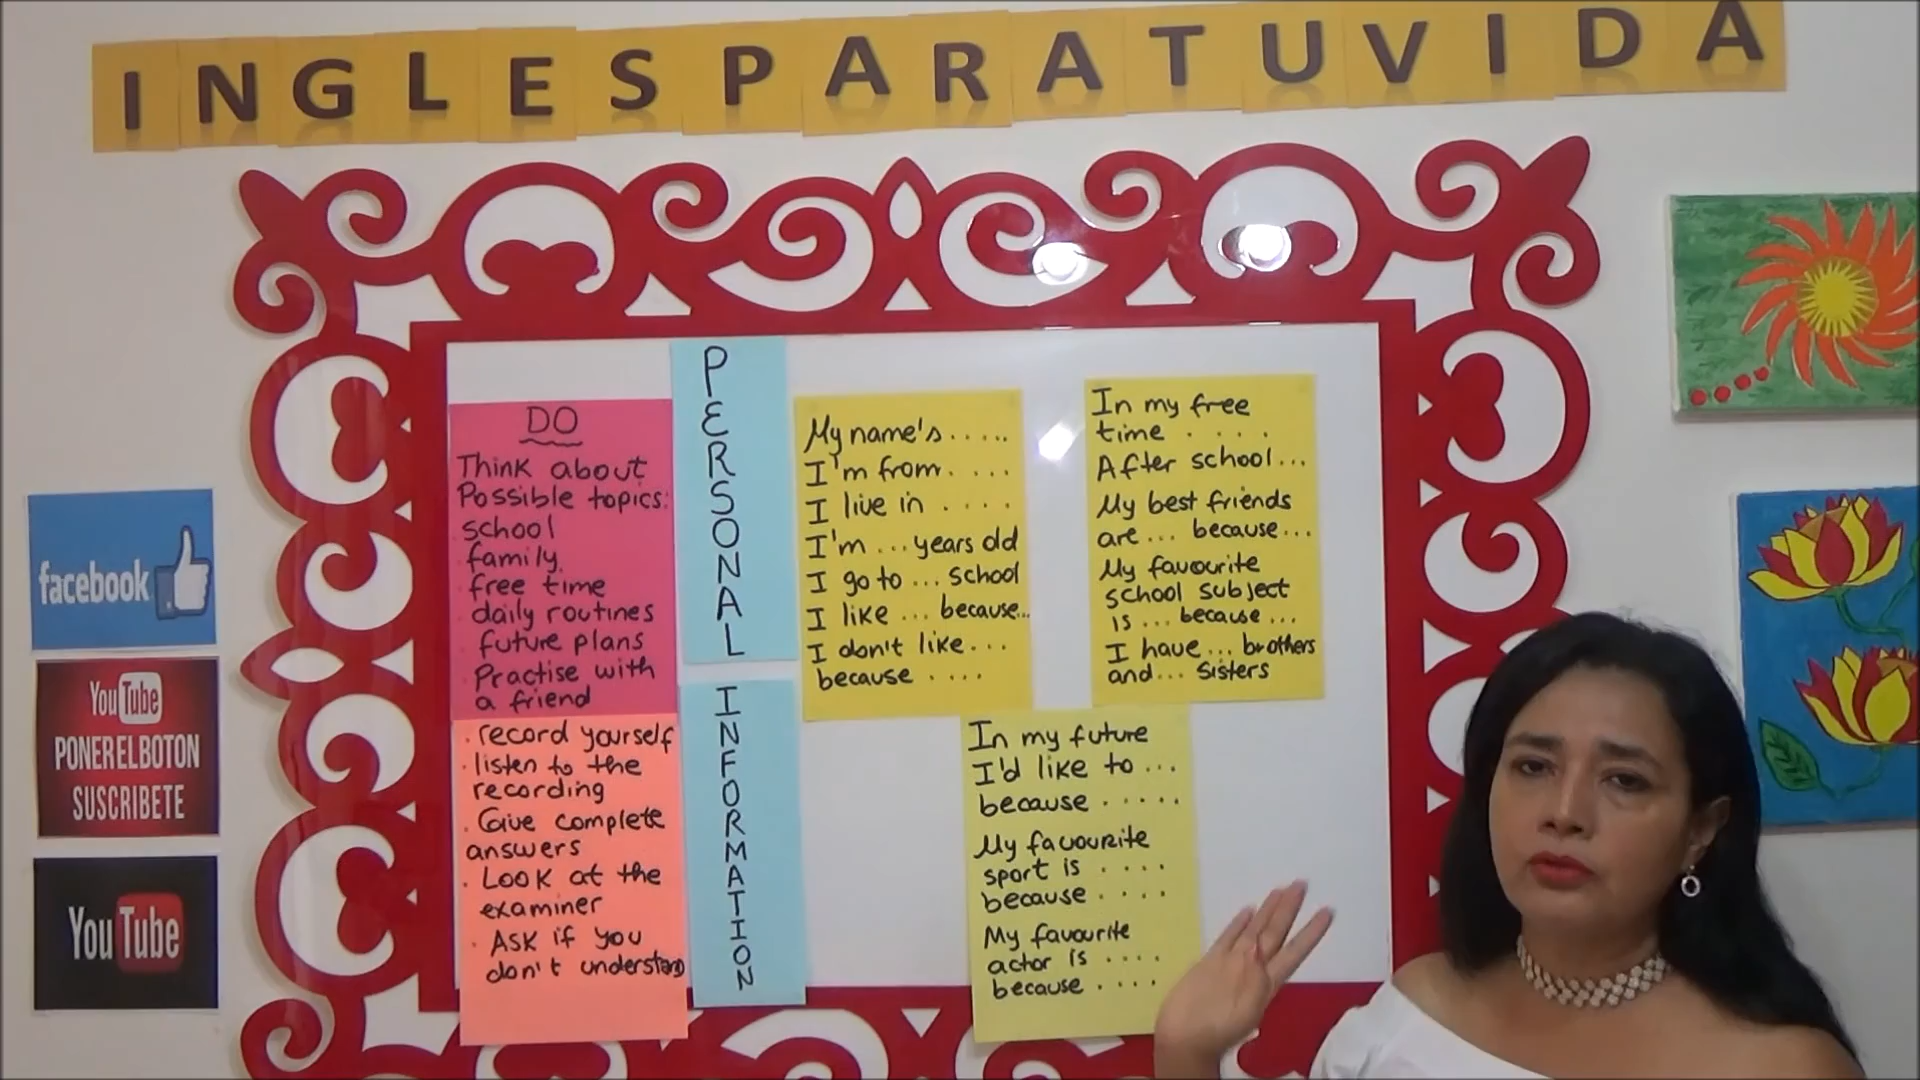 INGLESPARATUVIDA
facebook
YouTube
PONER EL BOTON
SUSCRIBETE
YouTube
DO
Think about
Possible topics:
school
family
free time
daily routines
future plans
Practise with
a friend
. record yourself
. listen to the
recording
. Give complete
answers
. Look at the
examiner
. Ask if you
don't understand
PERSONAL
INFORMATION
My name's .....
I'm from ....
I live in ....
I'm ... years old
I go to ... school
I like ... because...
I don't like...
because ....
In my free
time ....
After school...
My best friends
are ... because...
My favourite
school subject
is ... because ...
I have ... brothers
and... sisters
In my future
I'd like to ...
because .....
My favourite
sport is ....
because ....
My favourite
actor is ....
because ....